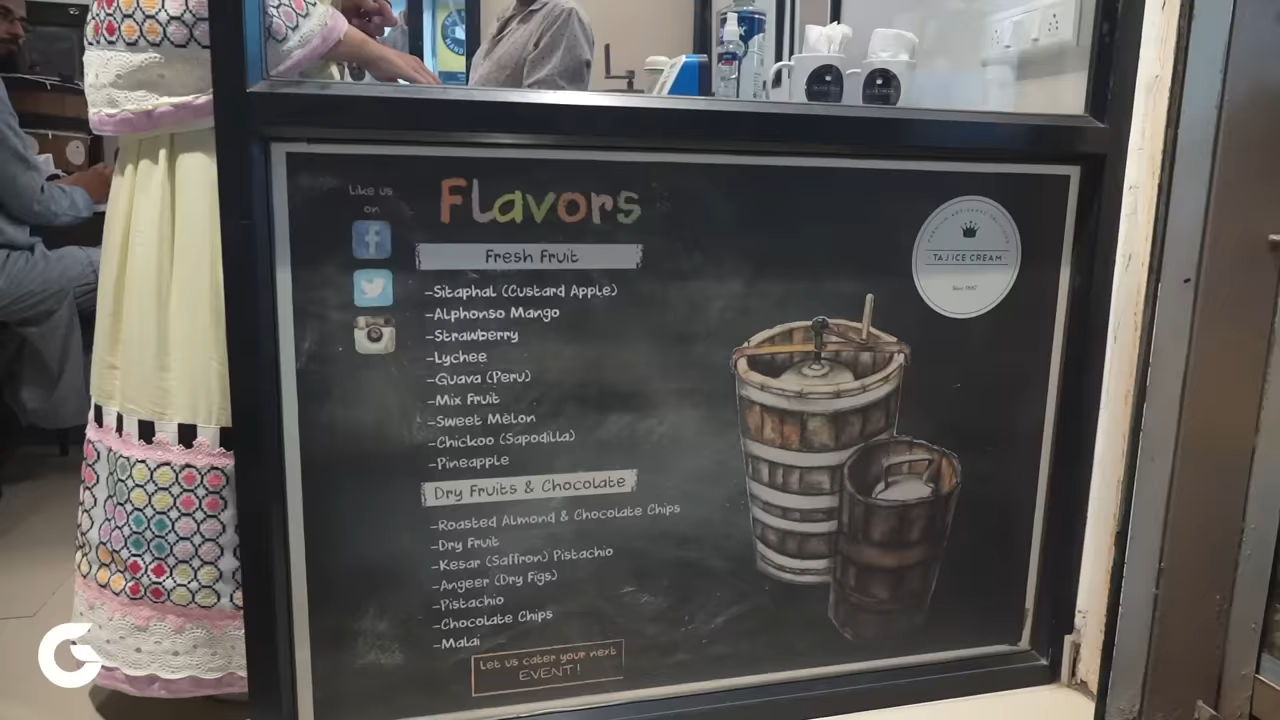 Like us
on
Flavors
Fresh Fruit
-Sitaphal (Custard Apple)
-Alphonso Mango
-Strawberry
-Lychee
-Guava (Peru)
-Mix Fruit
-Sweet Melon
-Chickoo (Sapodilla)
-Pineapple
Dry Fruits & Chocolate
-Roasted Almond & Chocolate Chips
-Dry Fruit
-Kesar (Saffron) Pistachio
-Angeer (Dry Figs)
-Pistachio
-Chocolate Chips
-Malai
Let us cater your next
EVENT!
TAJ ICE CREAM